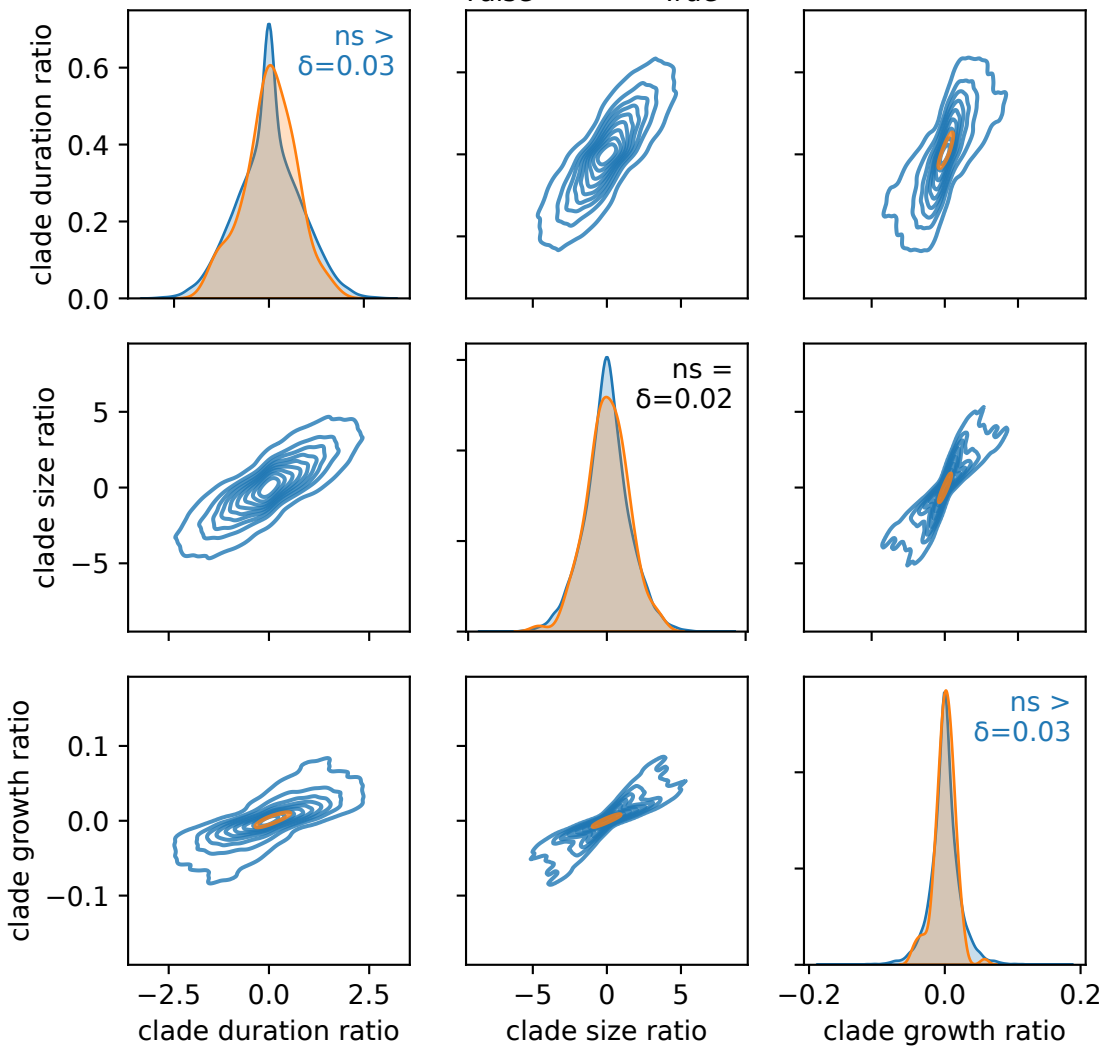 ns >
δ=0.03
clade duration ratio
0.6
0.4
0.2
0.0
ns =
δ=0.02
clade size ratio
5
0
−5
ns >
δ=0.03
clade growth ratio
0.1
0.0
−0.1
−2.5 0.0 2.5
−5 0 5
−0.2 0.0 0.2
clade duration ratio
clade size ratio
clade growth ratio